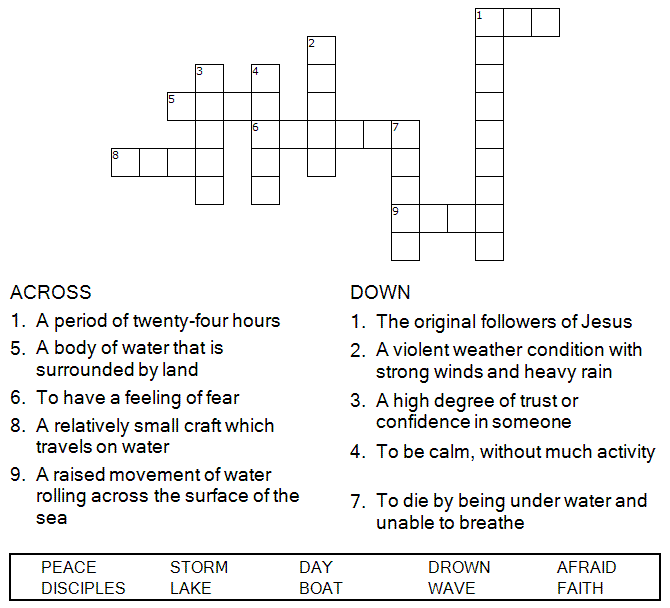 1
2
3 4
5
6 7
8
9
ACROSS
1. A period of twenty-four hours
5. A body of water that is
surrounded by land
6. To have a feeling of fear
8. A relatively small craft which
travels on water
9. A raised movement of water
rolling across the surface of the
sea
DOWN
1. The original followers of Jesus
2. A violent weather condition with
strong winds and heavy rain
3. A high degree of trust or
confidence in someone
4. To be calm, without much activity
7. To die by being under water and
unable to breathe
PEACE STORM DAY DROWN AFRAID
DISCIPLES LAKE BOAT WAVE FAITH